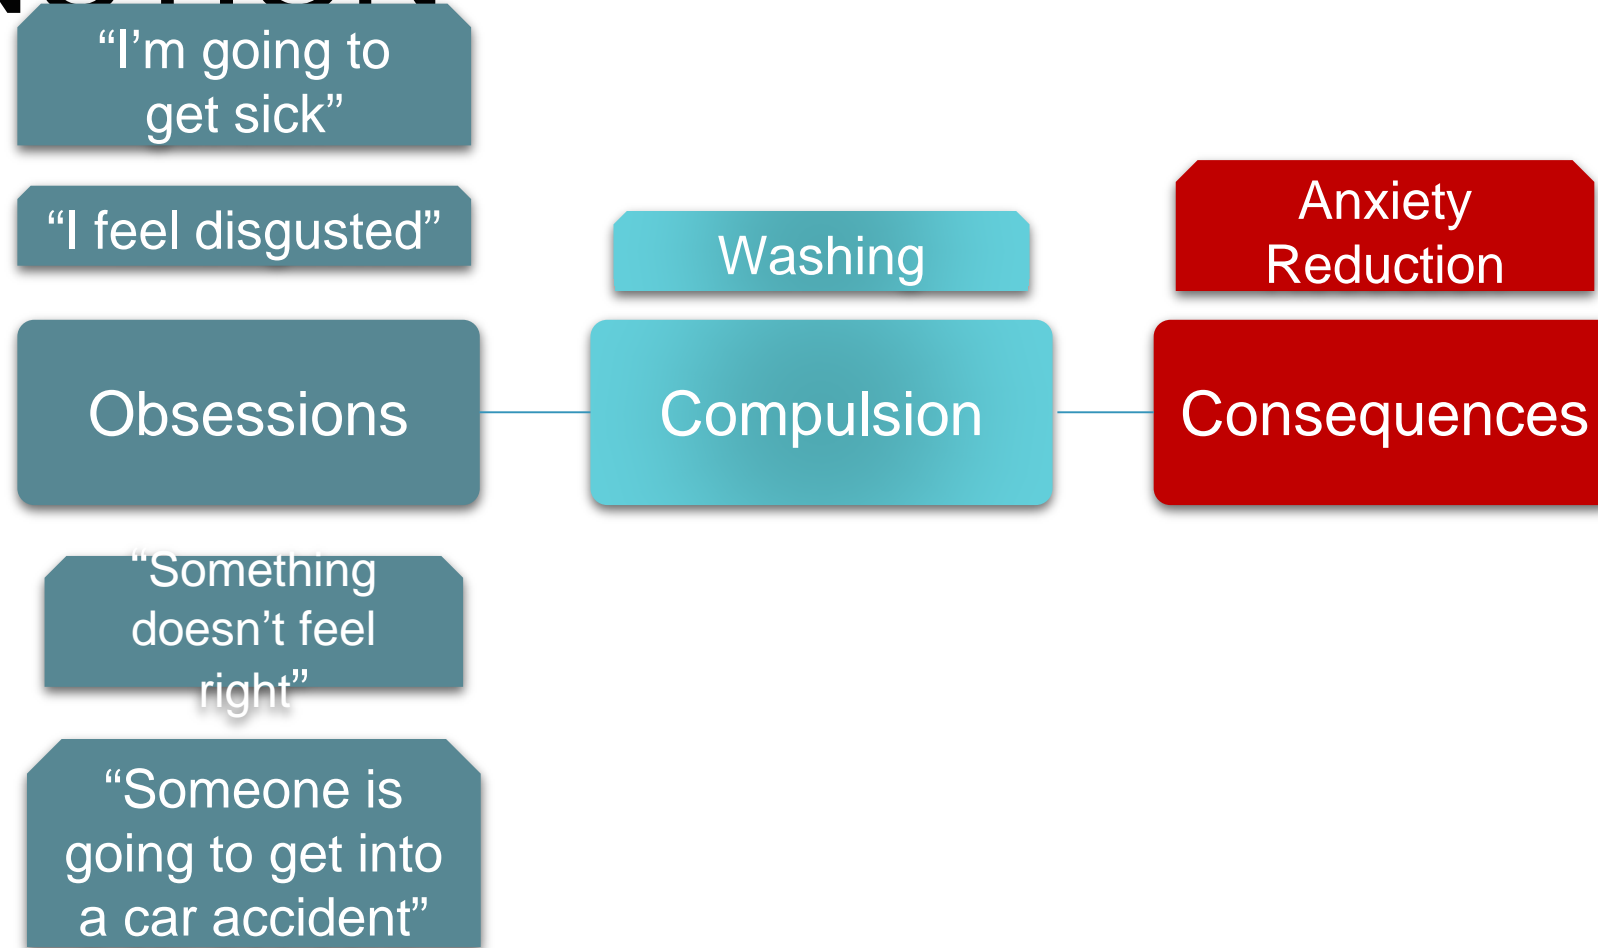 “I’m going to
get sick”
“I feel disgusted”
Washing
Anxiety
Reduction
Obsessions
Compulsion
Consequences
“Something
doesn’t feel
right”
“Someone is
going to get into
a car accident”